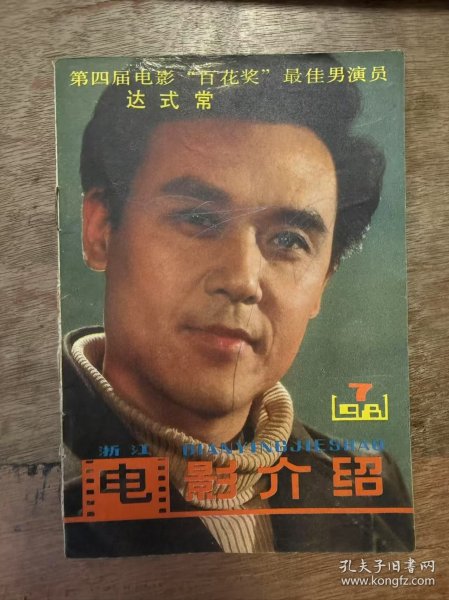 第四届电影“百花奖”最佳男演员
达式常
7
1981
浙江 DIANYINGJIESHAO
电影介绍
孔夫子旧书网
www.kongfz.com